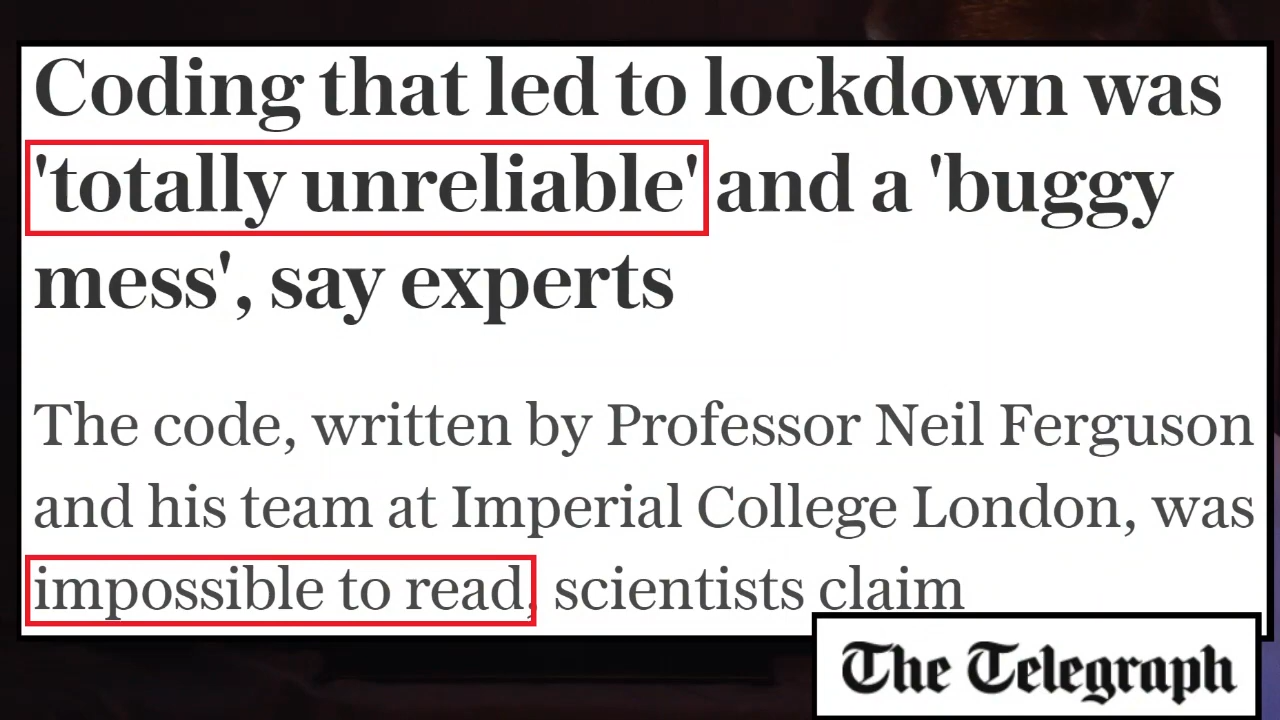 Coding that led to lockdown was
'totally unreliable' and a 'buggy
mess', say experts
The code, written by Professor Neil Ferguson
and his team at Imperial College London, was
impossible to read, scientists claim
The Telegraph